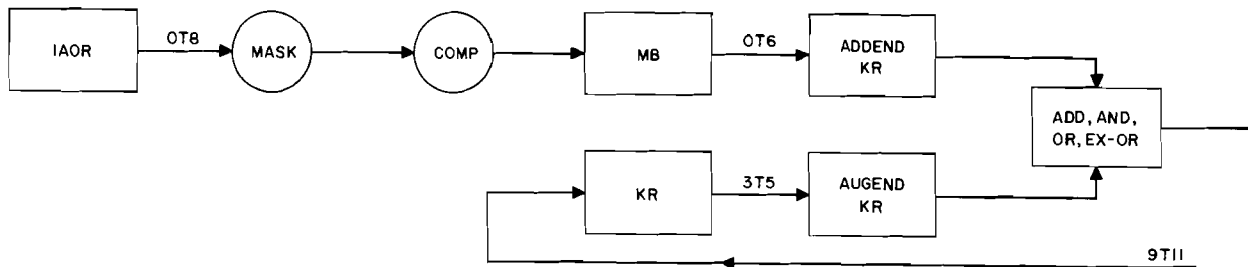 IAOR
OT8
MASK
COMP
MB
OT6
ADDEND
KR
ADD, AND,
OR, EX-OR
KR
3T5
AUGEND
KR
9T11